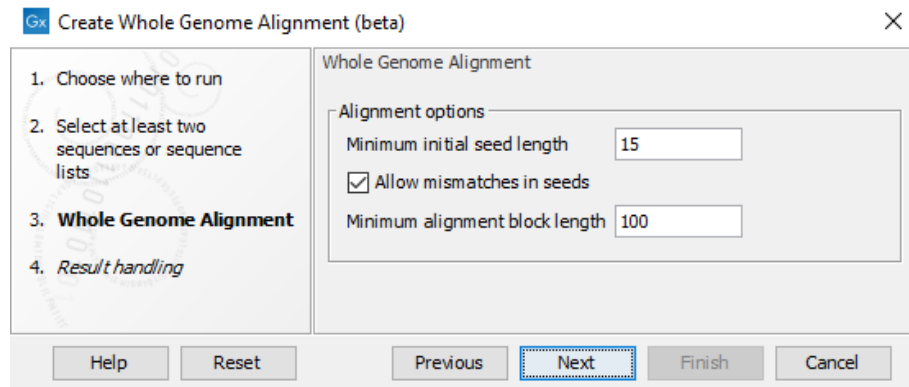 Gx Create Whole Genome Alignment (beta)
1. Choose where to run
2. Select at least two
sequences or sequence
lists
3. Whole Genome Alignment
4. Result handling
Whole Genome Alignment
Alignment options
Minimum initial seed length 15
Allow mismatches in seeds
Minimum alignment block length 100
Help Reset Previous Next Finish Cancel